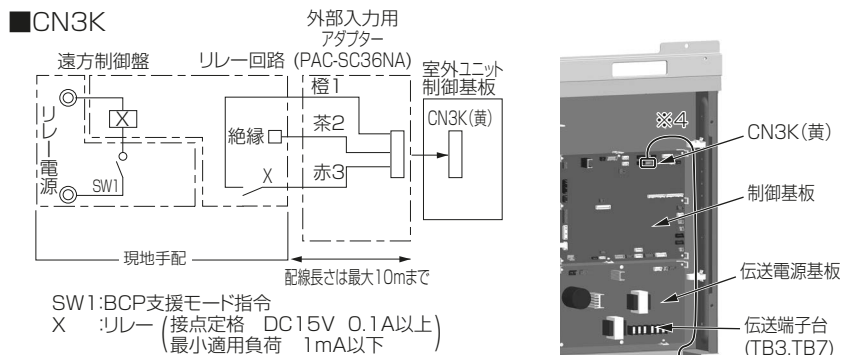 ■CN3K
遠方制御盤
リレー回路
外部入力用
アダプター
(PAC-SC36NA)
室外ユニット
制御基板
リレー電源
X
SW1
絶縁
X
橙1
茶2
赤3
CN3K(黄)
現地手配
配線長さは最大10mまで
SW1:BCP支援モード指令
X :リレー(接点定格 DC15V 0.1A以上
最小適用負荷 1mA以下)
※4
CN3K(黄)
制御基板
伝送電源基板
伝送端子台
(TB3,TB7)